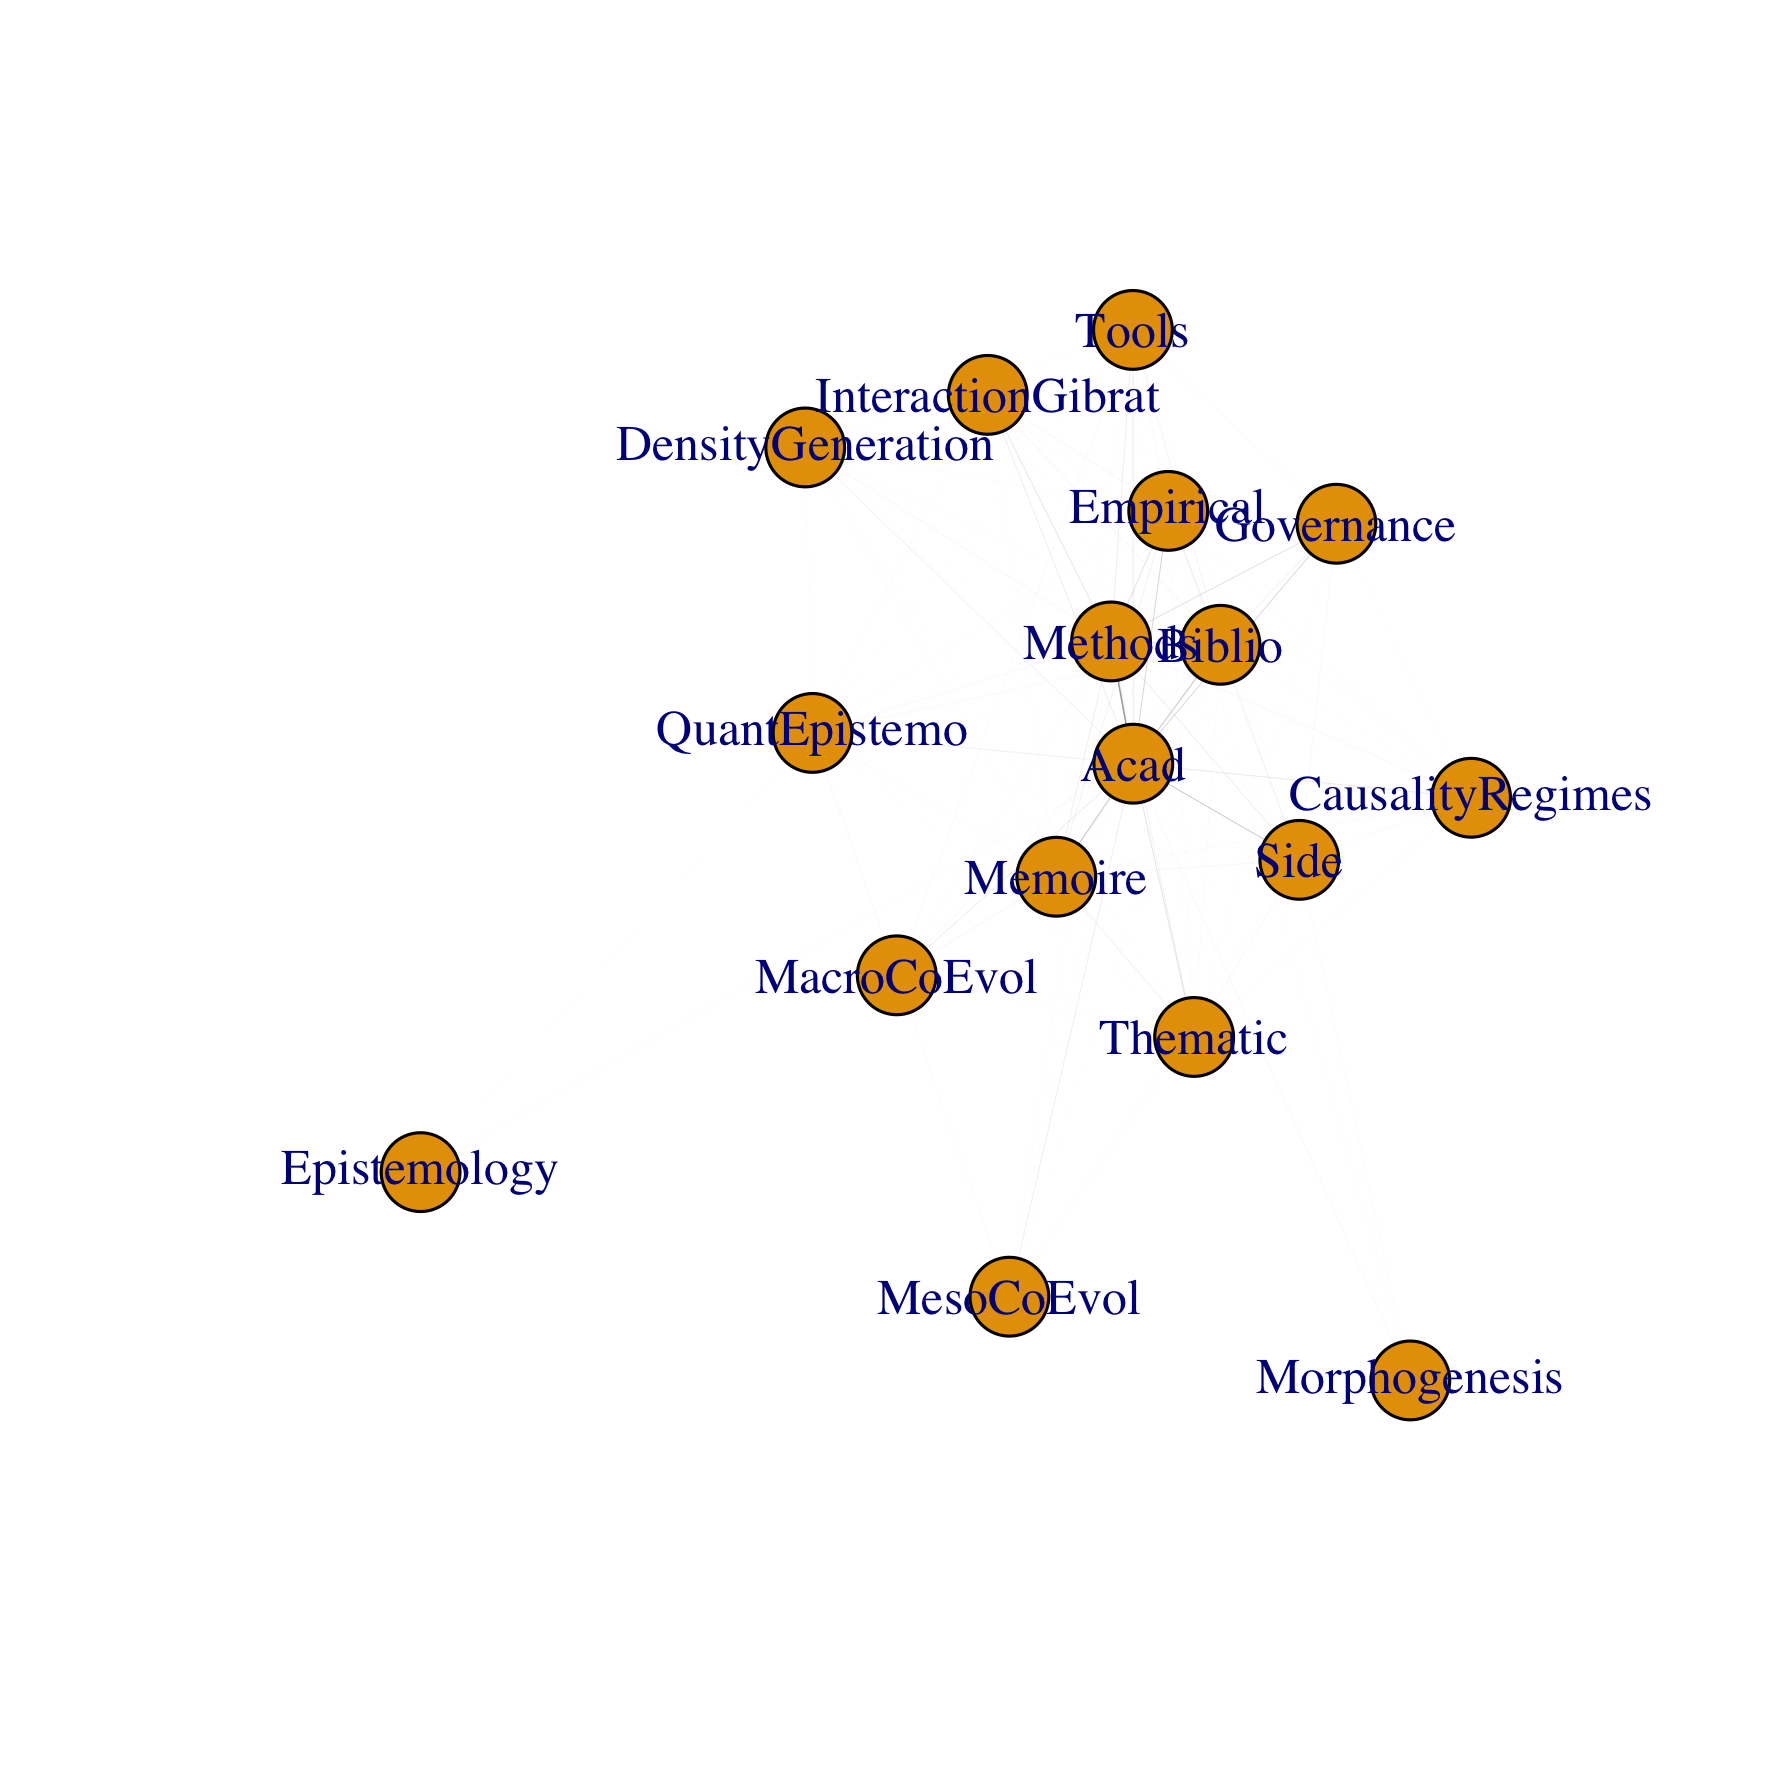 Tools
InteractionGibrat
DensityGeneration
Empirical
Governance
Methods
Biblio
QuantEpistemo
Acad
CausalityRegimes
Side
Memoire
MacroCoEvol
Thematic
Epistemology
MesoCoEvol
Morphogenesis